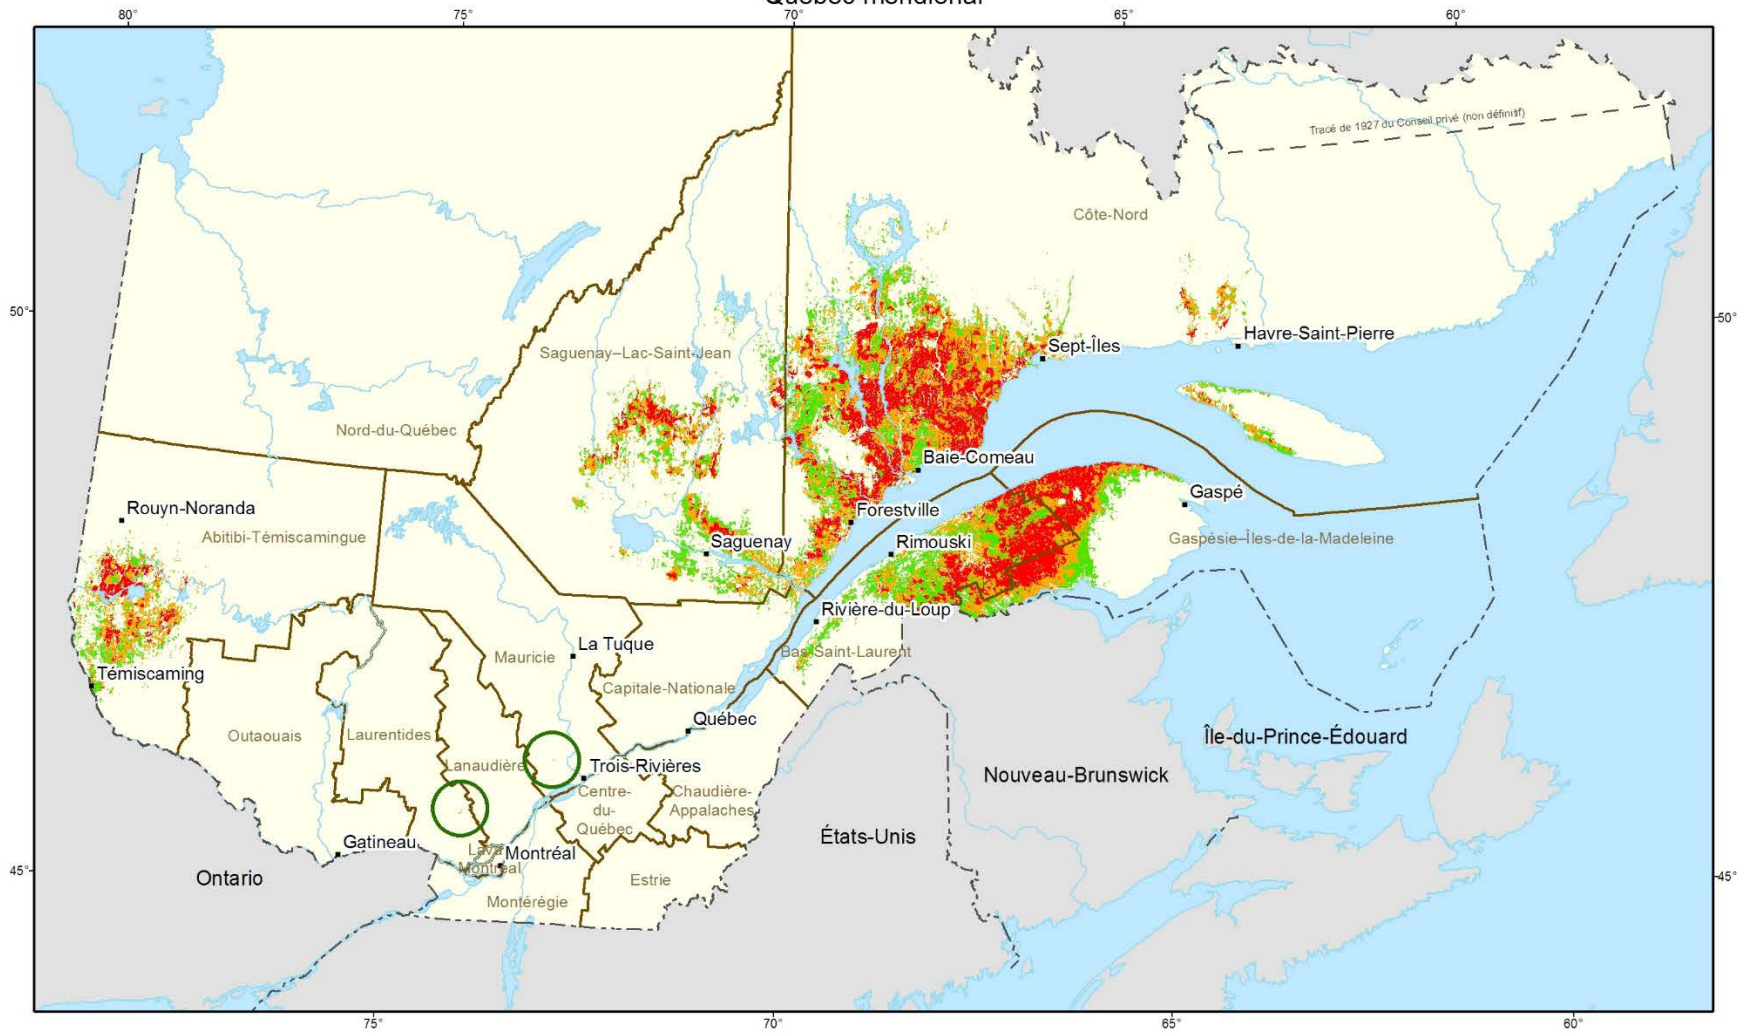 Québec méridional
80°
75°
70°
65°
60°
Tracé de 1927 du Conseil privé (non définitif)
Côte-Nord
50°
50°
Havre-Saint-Pierre
Sept-Îles
Saguenay–Lac-Saint-Jean
Nord-du-Québec
Baie-Comeau
Gaspé
Rouyn-Noranda
Forestville
Abitibi-Témiscamingue
Saguenay
Rimouski
Gaspésie–Îles-de-la-Madeleine
Rivière-du-Loup
La Tuque
Mauricie
Bas-Saint-Laurent
Témiscaming
Capitale-Nationale
Québec
Outaouais
Laurentides
Île-du-Prince-Édouard
Lanaudière
Trois-Rivières
Nouveau-Brunswick
Centre-
du-
Québec
Chaudière-
Appalaches
États-Unis
Gatineau
Laval
Montréal
Montréal
45°
45°
Ontario
Estrie
Montérégie
75°
70°
65°
60°